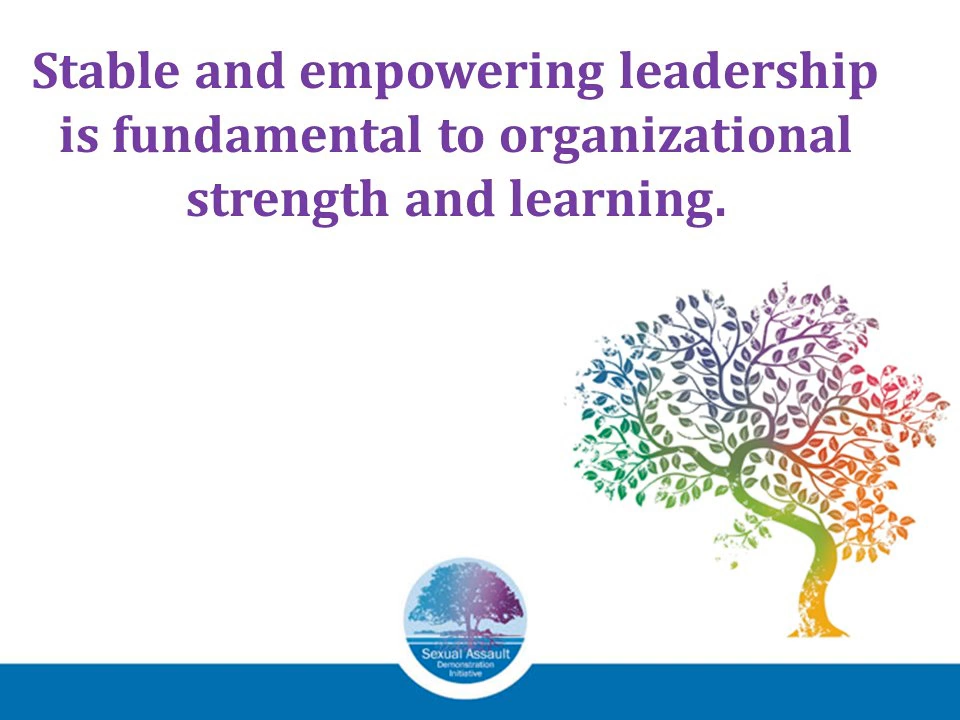 Stable and empowering leadership
is fundamental to organizational
strength and learning.
Sexual Assault
Demonstration
Initiative